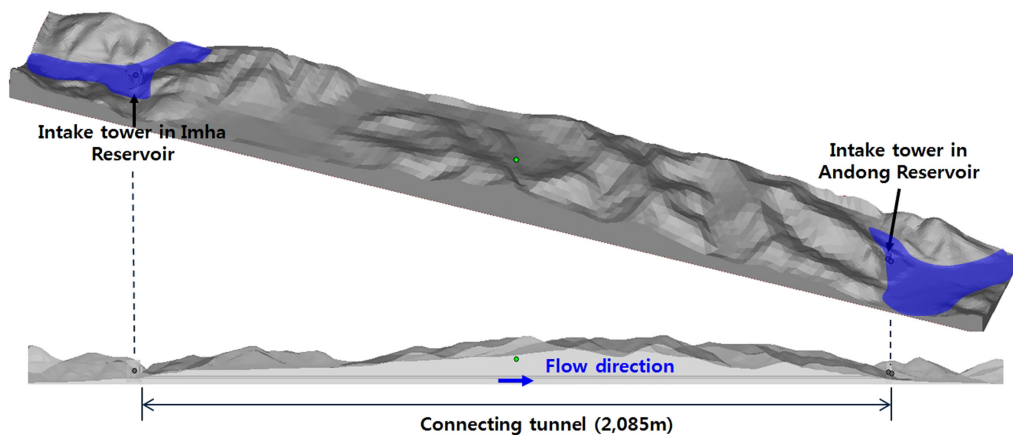 Intake tower in Imha
Reservoir
Intake tower in
Andong Reservoir
Flow direction
Connecting tunnel (2,085m)